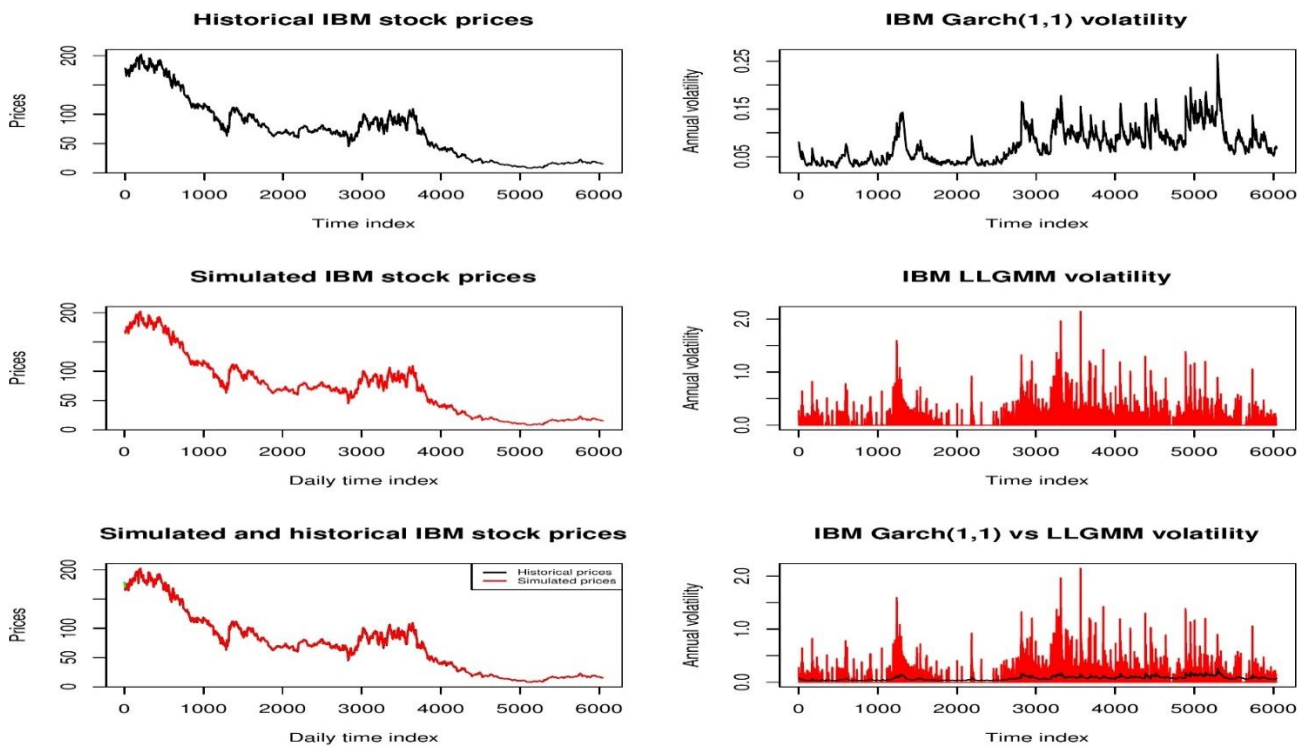 Historical IBM stock prices
Prices
0 50 100 200
0 1000 2000 3000 4000 5000 6000
Time index
IBM Garch(1,1) volatility
Annual volatility
0.05 0.15 0.25
0 1000 2000 3000 4000 5000 6000
Time index
Simulated IBM stock prices
Prices
0 50 100 200
0 1000 2000 3000 4000 5000 6000
Daily time index
IBM LLGMM volatility
Annual volatility
0.0 1.0 2.0
0 1000 2000 3000 4000 5000 6000
Time index
Simulated and historical IBM stock prices
Prices
0 50 100 200
Historical prices
Simulated prices
0 1000 2000 3000 4000 5000 6000
Daily time index
IBM Garch(1,1) vs LLGMM volatility
Annual volatility
0.0 1.0 2.0
0 1000 2000 3000 4000 5000 6000
Time index